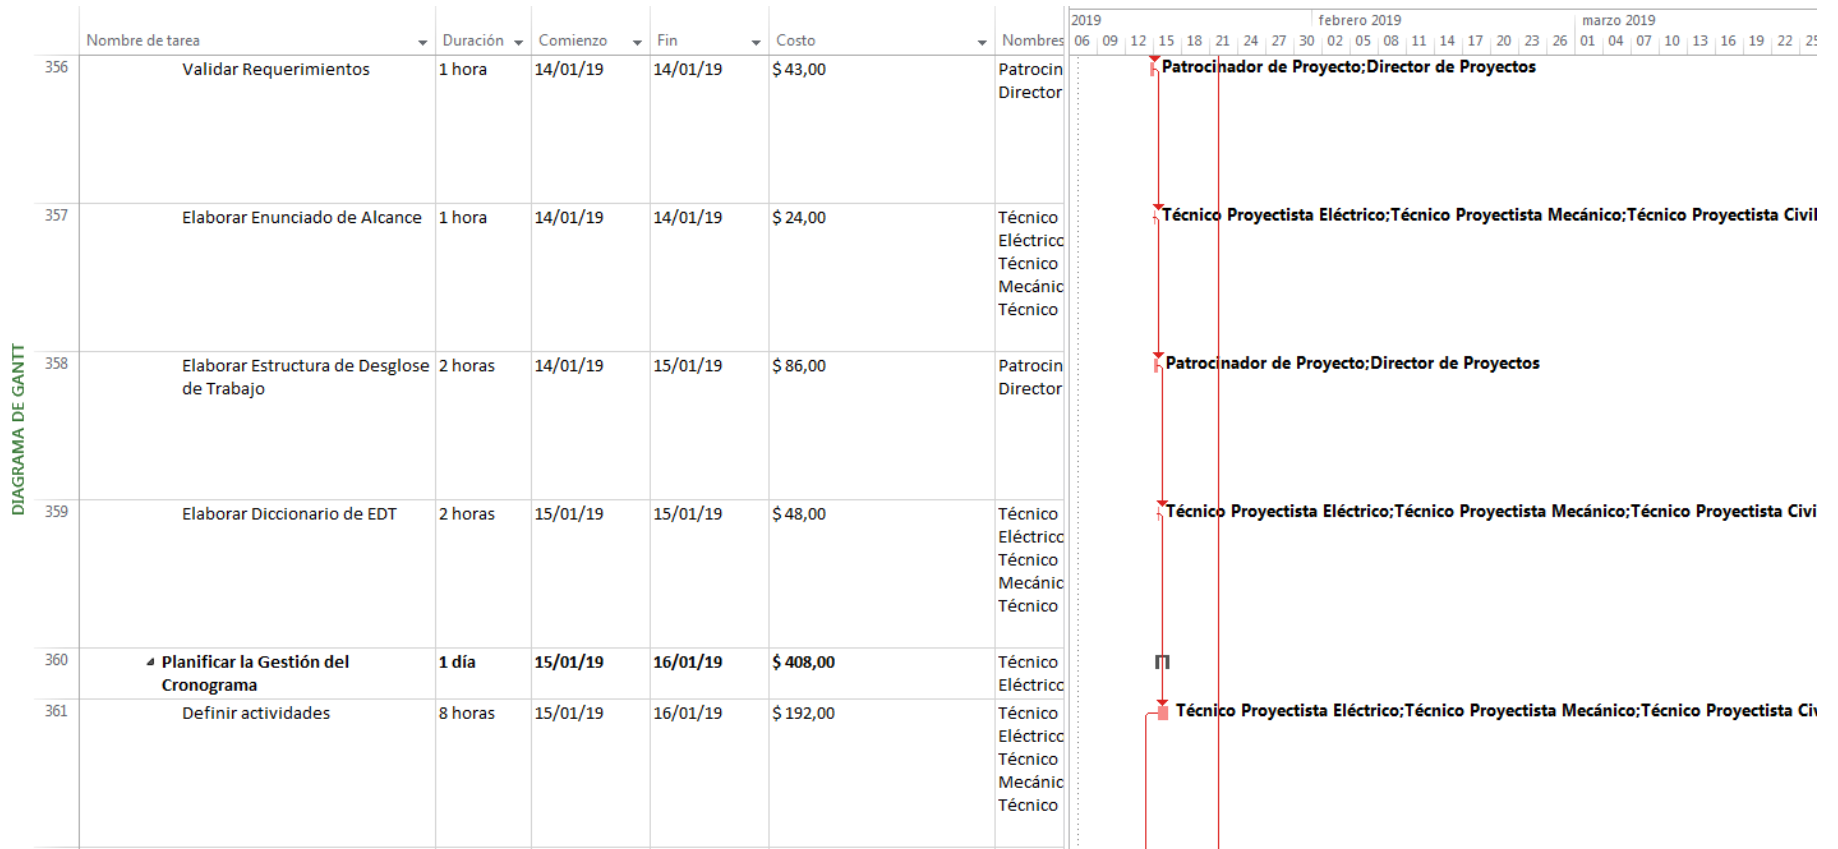 2019 febrero 2019 marzo 2019
Nombre de tarea Duración Comienzo Fin Costo Nombres 06 09 12 15 18 21 24 27 30 02 05 08 11 14 17 20 23 26 01 04 07 10 13 16 19 22 25
356 Validar Requerimientos 1 hora 14/01/19 14/01/19 $ 43,00 Patrocin Patrocinador de Proyecto;Director de Proyectos
Director
357 Elaborar Enunciado de Alcance 1 hora 14/01/19 14/01/19 $ 24,00 Técnico Técnico Proyectista Eléctrico;Técnico Proyectista Mecánico;Técnico Proyectista Civil
Eléctrico
Técnico
Mecánic
Técnico
DIAGRAMA DE GANTT
358 Elaborar Estructura de Desglose 2 horas 14/01/19 15/01/19 $ 86,00 Patrocin Patrocinador de Proyecto;Director de Proyectos
de Trabajo Director
359 Elaborar Diccionario de EDT 2 horas 15/01/19 15/01/19 $ 48,00 Técnico Técnico Proyectista Eléctrico;Técnico Proyectista Mecánico;Técnico Proyectista Civi
Eléctrico
Técnico
Mecánic
Técnico
360 Planificar la Gestión del 1 día 15/01/19 16/01/19 $ 408,00 Técnico
Cronograma Eléctrico
361 Definir actividades 8 horas 15/01/19 16/01/19 $ 192,00 Técnico Técnico Proyectista Eléctrico;Técnico Proyectista Mecánico;Técnico Proyectista Civ
Eléctrico
Técnico
Mecánic
Técnico